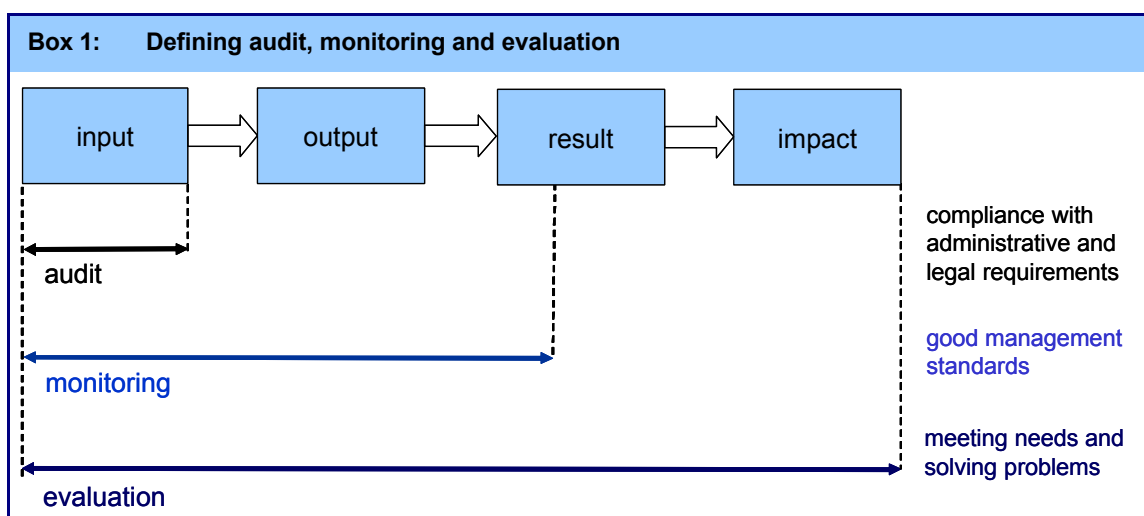 Box 1: Defining audit, monitoring and evaluation
input
output
result
impact
audit
compliance with
administrative and
legal requirements
monitoring
good management
standards
evaluation
meeting needs and
solving problems